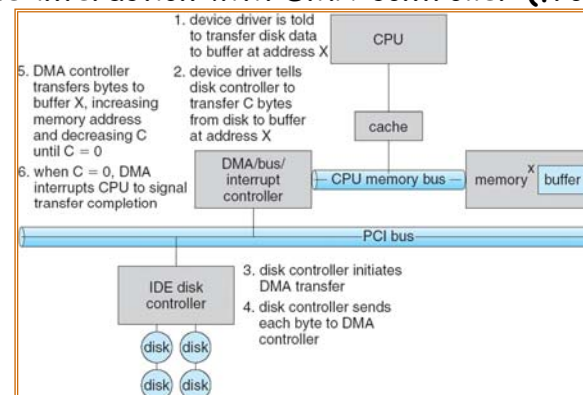 with DMA
1. device driver is told
to transfer disk data
to buffer at address X
2. device driver tells
disk controller to
transfer C bytes
from disk to buffer
at address X
5. DMA controller
transfers bytes to
buffer X, increasing
memory address
and decreasing C
until C = 0
6. when C = 0, DMA
interrupts CPU to signal
transfer completion
CPU
cache
DMA/bus/
interrupt
controller
CPU memory bus
memory
X
buffer
PCI bus
IDE disk
controller
3. disk controller initiates
DMA transfer
4. disk controller sends
each byte to DMA
controller
disk
disk
disk
disk